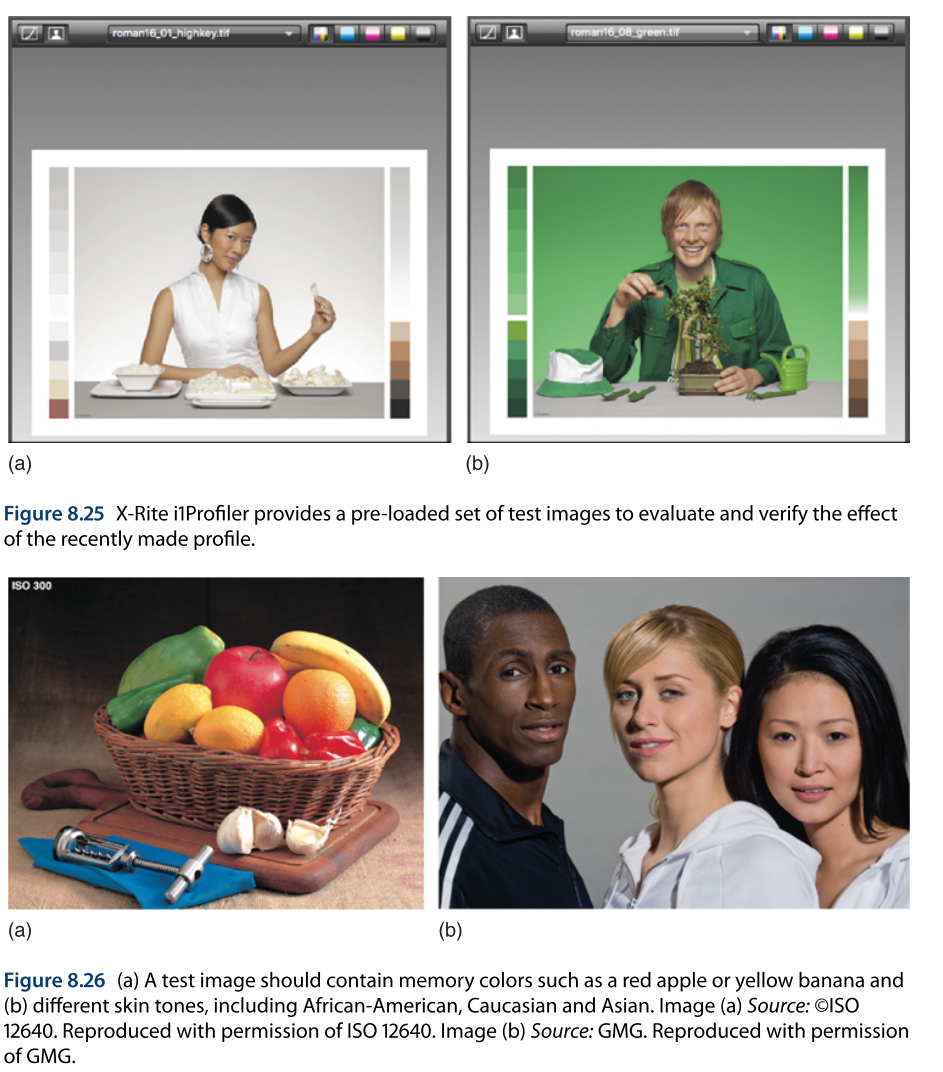 roman16_01_highkey.tif
roman16_08_green.tif
(a)
(b)
Figure 8.25 X-Rite i1Profiler provides a pre-loaded set of test images to evaluate and verify the effect
of the recently made profile.
ISO 300
(a)
(b)
Figure 8.26 (a) A test image should contain memory colors such as a red apple or yellow banana and
(b) different skin tones, including African-American, Caucasian and Asian. Image (a) Source: ©ISO
12640. Reproduced with permission of ISO 12640. Image (b) Source: GMG. Reproduced with permission
of GMG.